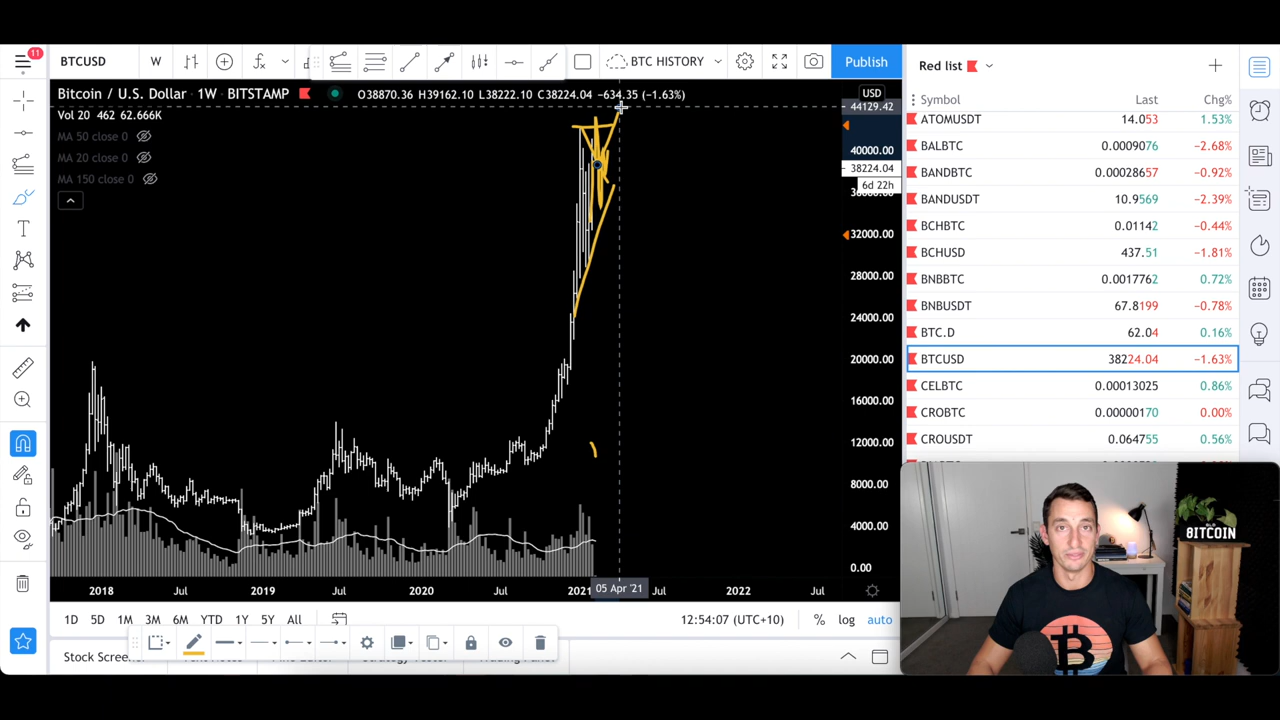 11
BTCUSD
W
BTC HISTORY
Publish
Red list
Bitcoin / U.S. Dollar · 1W · BITSTAMP
O38870.36 H39162.10 L38222.10 C38224.04 −634.35 (−1.63%)
USD
Vol 20 462 62.666K
MA 50 close 0
MA 20 close 0
MA 150 close 0
44129.42
40000.00
38224.04
6d 22h
32000.00
28000.00
24000.00
20000.00
16000.00
12000.00
8000.00
4000.00
0.00
2018
Jul
2019
Jul
2020
Jul
2021
05 Apr '21
2022
Jul
1D 5D 1M 3M 6M YTD 1Y 5Y All
12:54:07 (UTC+10)
% log auto
Symbol Last Chg%
ATOMUSDT 14.053 1.53%
BALBTC 0.0009076 −2.68%
BANDBTC 0.00028657 −0.92%
BANDUSDT 10.9569 −2.39%
BCHBTC 0.01142 −0.44%
BCHUSD 437.51 −1.81%
BNBBTC 0.0017762 0.72%
BNBUSDT 67.8199 −0.78%
BTC.D 62.04 0.16%
BTCUSD 38224.04 −1.63%
CELBTC 0.00013025 0.86%
CROBTC 0.00000170 0.00%
CROUSDT 0.064755 0.56%
BITCOIN